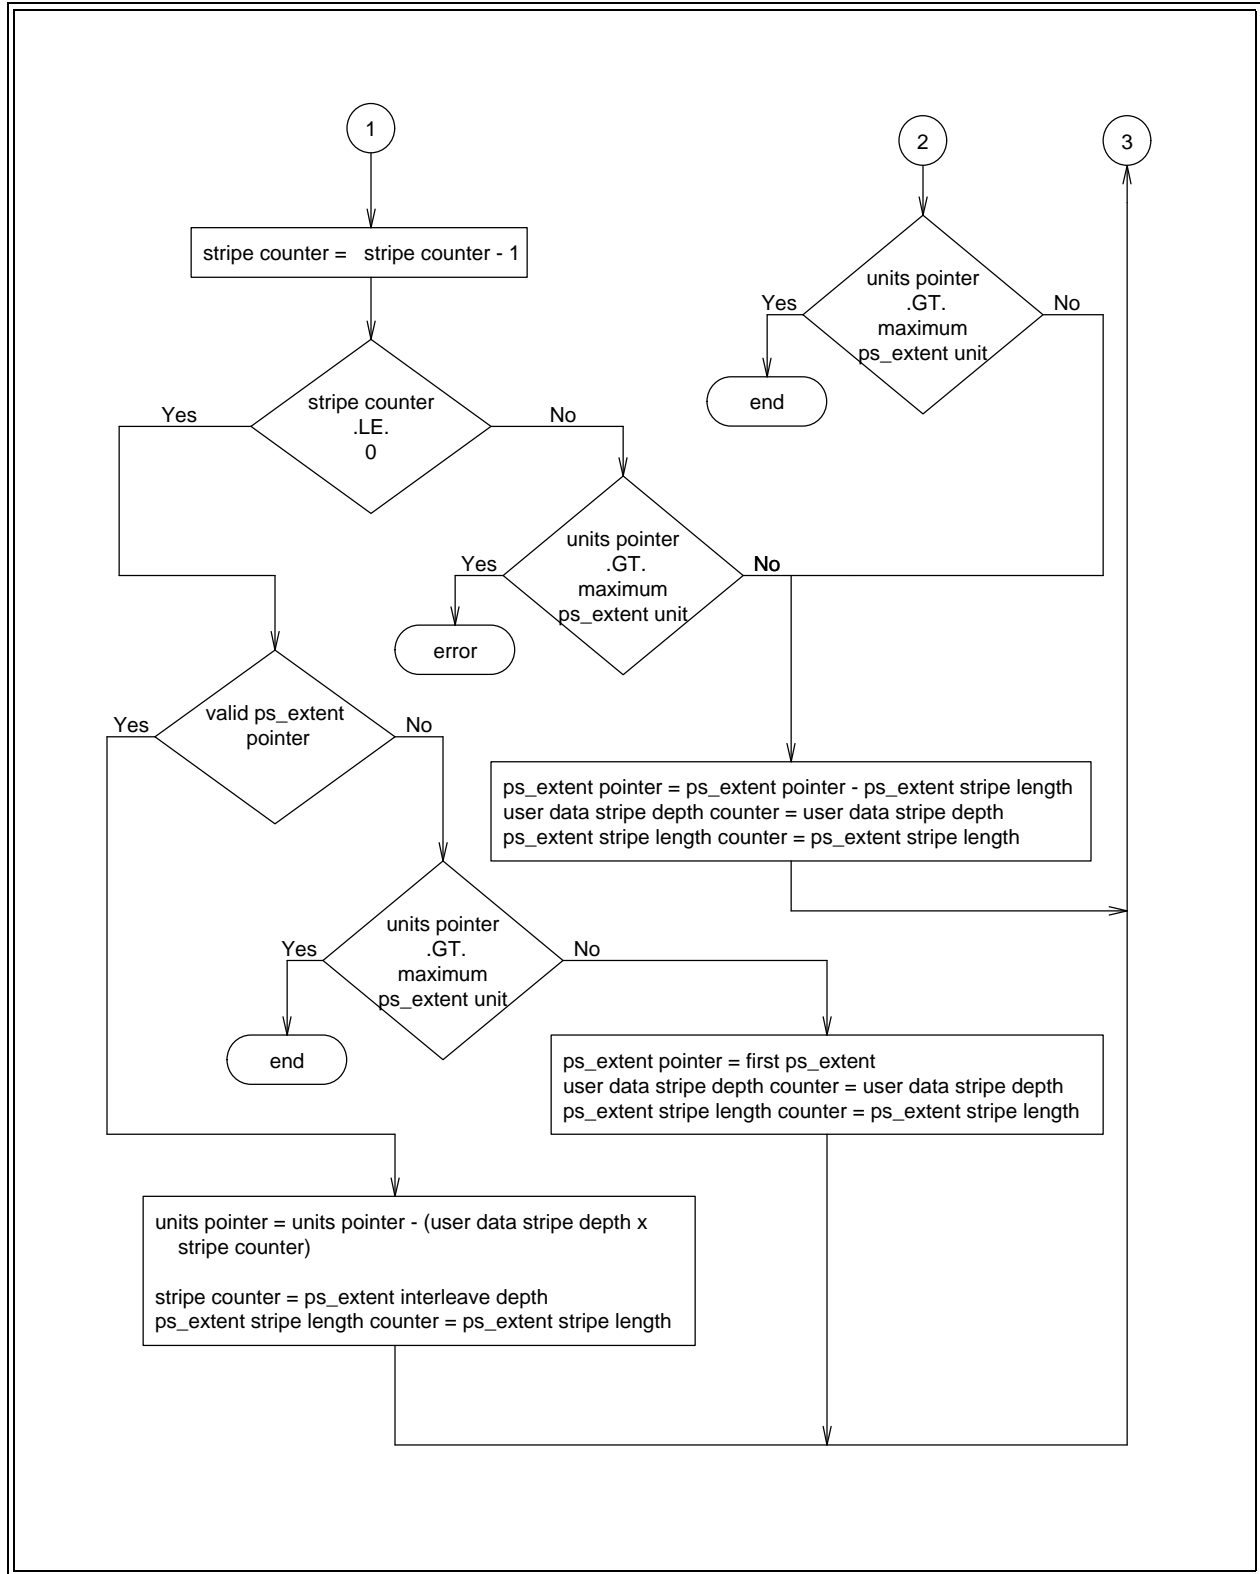 1
2
3
stripe counter = stripe counter - 1
units pointer
.GT.
maximum
ps_extent unit
Yes
No
end
stripe counter
.LE.
0
Yes
No
units pointer
.GT.
maximum
ps_extent unit
Yes
No
error
valid ps_extent
pointer
Yes
No
ps_extent pointer = ps_extent pointer - ps_extent stripe length
user data stripe depth counter = user data stripe depth
ps_extent stripe length counter = ps_extent stripe length
units pointer
.GT.
maximum
ps_extent unit
Yes
No
end
ps_extent pointer = first ps_extent
user data stripe depth counter = user data stripe depth
ps_extent stripe length counter = ps_extent stripe length
units pointer = units pointer - (user data stripe depth x
stripe counter)
stripe counter = ps_extent interleave depth
ps_extent stripe length counter = ps_extent stripe length